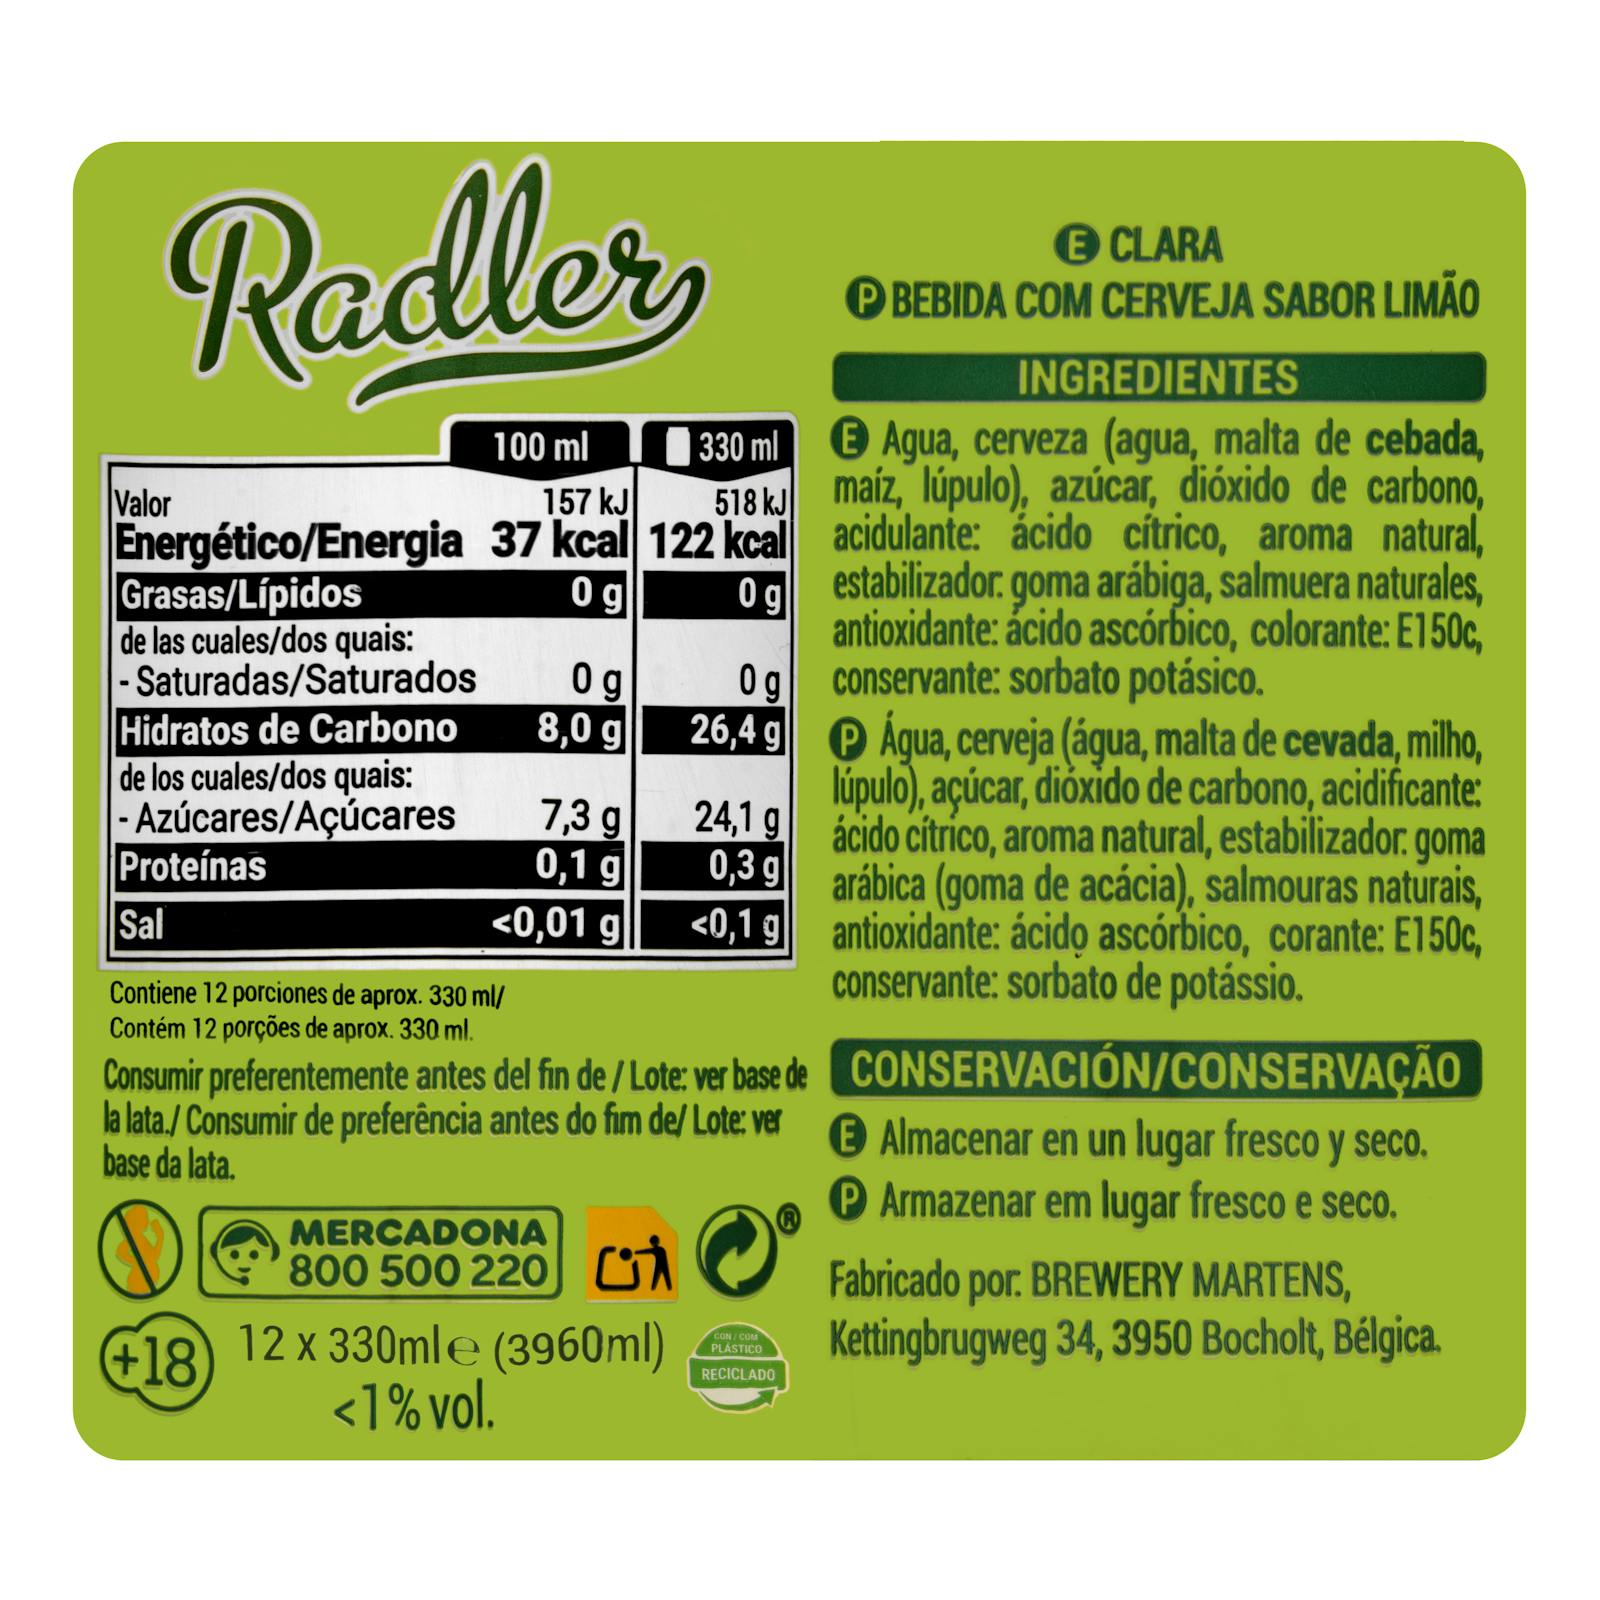 Radler
100 ml 330 ml
Valor 157 kJ 518 kJ
Energético/Energia 37 kcal 122 kcal
Grasas/Lípidos 0 g 0 g
de las cuales/dos quais:
- Saturadas/Saturados 0 g 0 g
Hidratos de Carbono 8,0 g 26,4 g
de los cuales/dos quais:
- Azúcares/Açúcares 7,3 g 24,1 g
Proteínas 0,1 g 0,3 g
Sal <0,01 g <0,1 g
Contiene 12 porciones de aprox. 330 ml/
Contém 12 porções de aprox. 330 ml.
Consumir preferentemente antes del fin de / Lote: ver base de
la lata./ Consumir de preferência antes do fim de/ Lote: ver
base da lata.
MERCADONA
800 500 220
®
+18
12 x 330ml e (3960ml)
<1% vol.
CON / COM
PLÁSTICO
RECICLADO
E CLARA
P BEBIDA COM CERVEJA SABOR LIMÃO
INGREDIENTES
E Agua, cerveza (agua, malta de cebada,
maíz, lúpulo), azúcar, dióxido de carbono,
acidulante: ácido cítrico, aroma natural,
estabilizador: goma arábiga, salmuera naturales,
antioxidante: ácido ascórbico, colorante: E150c,
conservante: sorbato potásico.
P Água, cerveja (água, malta de cevada, milho,
lúpulo), açúcar, dióxido de carbono, acidificante:
ácido cítrico, aroma natural, estabilizador: goma
arábica (goma de acácia), salmouras naturais,
antioxidante: ácido ascórbico, corante: E150c,
conservante: sorbato de potássio.
CONSERVACIÓN/CONSERVAÇÃO
E Almacenar en un lugar fresco y seco.
P Armazenar em lugar fresco e seco.
Fabricado por: BREWERY MARTENS,
Kettingbrugweg 34, 3950 Bocholt, Bélgica.